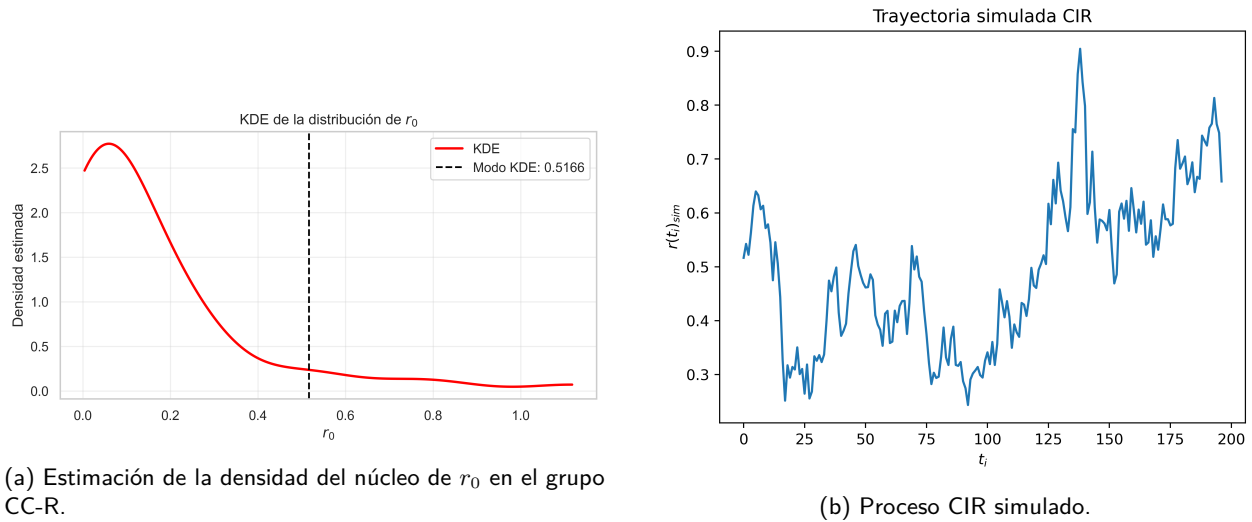 KDE de la distribución de r₀
Densidad estimada
2.5
2.0
1.5
1.0
0.5
0.0
KDE
Modo KDE: 0.5166
0.0 0.2 0.4 0.6 0.8 1.0
r₀
(a) Estimación de la densidad del núcleo de r₀ en el grupo
CC-R.
Trayectoria simulada CIR
r(tᵢ)ₛᵢₘ
0.9
0.8
0.7
0.6
0.5
0.4
0.3
0 25 50 75 100 125 150 175 200
tᵢ
(b) Proceso CIR simulado.